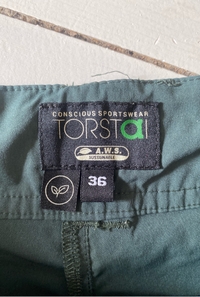 CONSCIOUS SPORTSWEAR
TORSTAI
A.W.S.
SUSTAINABLE
36